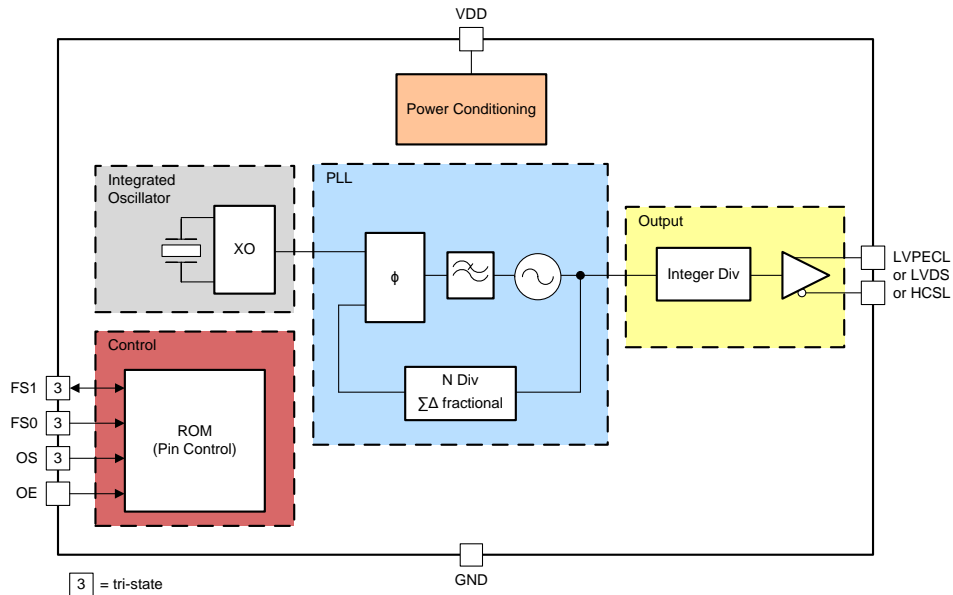 VDD
Power Conditioning
Integrated
Oscillator
XO
PLL
ϕ
N Div
∑Δ fractional
Output
Integer Div
LVPECL
or LVDS
or HCSL
Control
ROM
(Pin Control)
FS1
3
FS0
3
OS
3
OE
GND
3 = tri-state